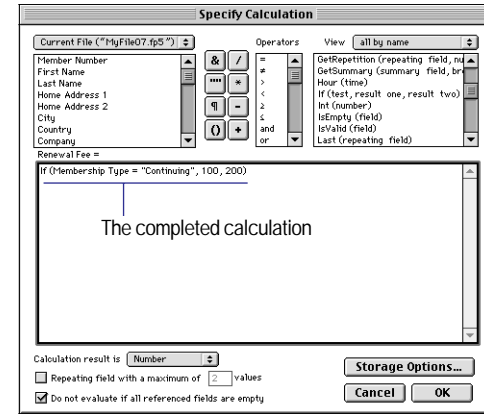 Specify Calculation
Current File ("MyFile07.fp5")
Operators
View all by name
Member Number
First Name
Last Name
Home Address 1
Home Address 2
City
Country
Company
& /
"" *
¶ -
() +
=
≠
>
<
≥
≤
and
or
GetRepetition (repeating field, nu
GetSummary (summary field, bre
Hour (time)
If (test, result one, result two)
Int (number)
IsEmpty (field)
IsValid (field)
Last (repeating field)
Renewal Fee =
If (Membership Type = "Continuing", 100, 200)
The completed calculation
Calculation result is Number
Repeating field with a maximum of 2 values
Do not evaluate if all referenced fields are empty
Storage Options...
Cancel OK